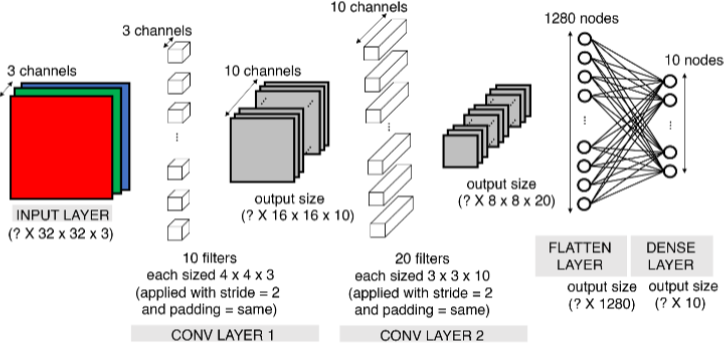 3 channels
INPUT LAYER
(? X 32 x 32 x 3)
3 channels
...
10 filters
each sized 4 x 4 x 3
(applied with stride = 2
and padding = same)
CONV LAYER 1
10 channels
output size
(? X 16 x 16 x 10)
10 channels
...
20 filters
each sized 3 x 3 x 10
(applied with stride = 2
and padding = same)
CONV LAYER 2
output size
(? X 8 x 8 x 20)
1280 nodes
...
FLATTEN
LAYER
output size
(? X 1280)
10 nodes
...
DENSE
LAYER
output size
(? X 10)